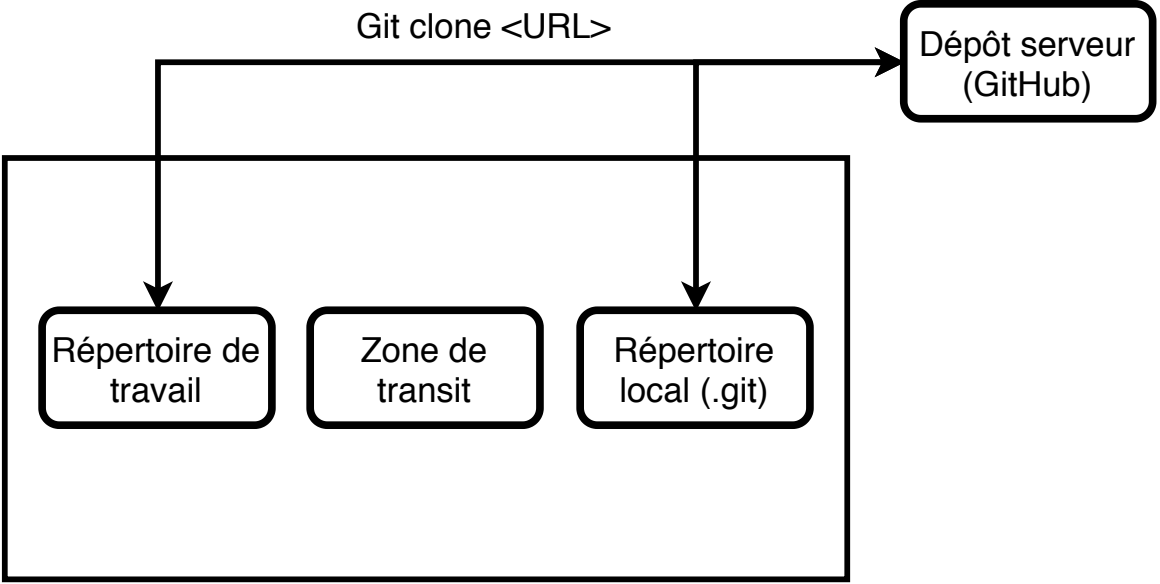 Git clone <URL>
Dépôt serveur
(GitHub)
Répertoire de
travail
Zone de
transit
Répertoire
local (.git)